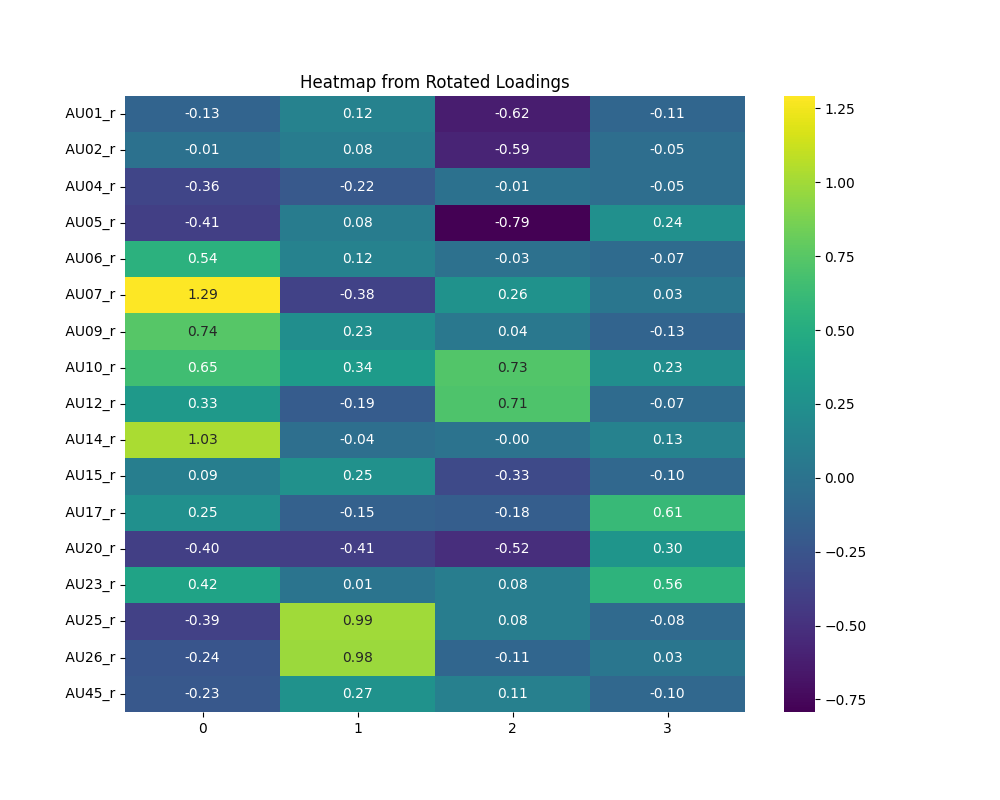 Heatmap from Rotated Loadings
AU01_r -0.13 0.12 -0.62 -0.11
AU02_r -0.01 0.08 -0.59 -0.05
AU04_r -0.36 -0.22 -0.01 -0.05
AU05_r -0.41 0.08 -0.79 0.24
AU06_r 0.54 0.12 -0.03 -0.07
AU07_r 1.29 -0.38 0.26 0.03
AU09_r 0.74 0.23 0.04 -0.13
AU10_r 0.65 0.34 0.73 0.23
AU12_r 0.33 -0.19 0.71 -0.07
AU14_r 1.03 -0.04 -0.00 0.13
AU15_r 0.09 0.25 -0.33 -0.10
AU17_r 0.25 -0.15 -0.18 0.61
AU20_r -0.40 -0.41 -0.52 0.30
AU23_r 0.42 0.01 0.08 0.56
AU25_r -0.39 0.99 0.08 -0.08
AU26_r -0.24 0.98 -0.11 0.03
AU45_r -0.23 0.27 0.11 -0.10
0 1 2 3
1.25
1.00
0.75
0.50
0.25
0.00
−0.25
−0.50
−0.75